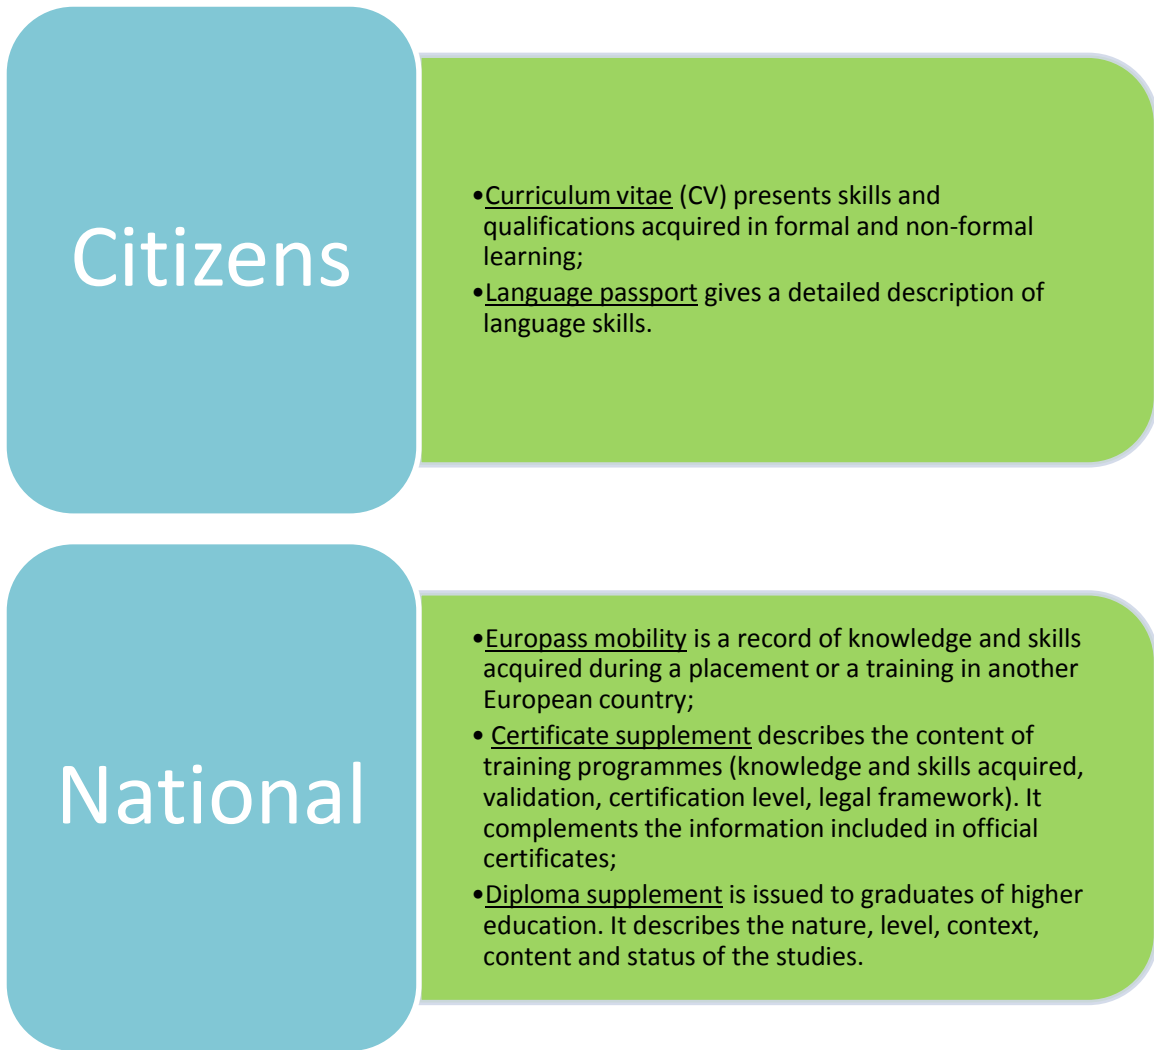 Citizens
•Curriculum vitae (CV) presents skills and
qualifications acquired in formal and non-formal
learning;
•Language passport gives a detailed description of
language skills.
National
•Europass mobility is a record of knowledge and skills
acquired during a placement or a training in another
European country;
• Certificate supplement describes the content of
training programmes (knowledge and skills acquired,
validation, certification level, legal framework). It
complements the information included in official
certificates;
•Diploma supplement is issued to graduates of higher
education. It describes the nature, level, context,
content and status of the studies.